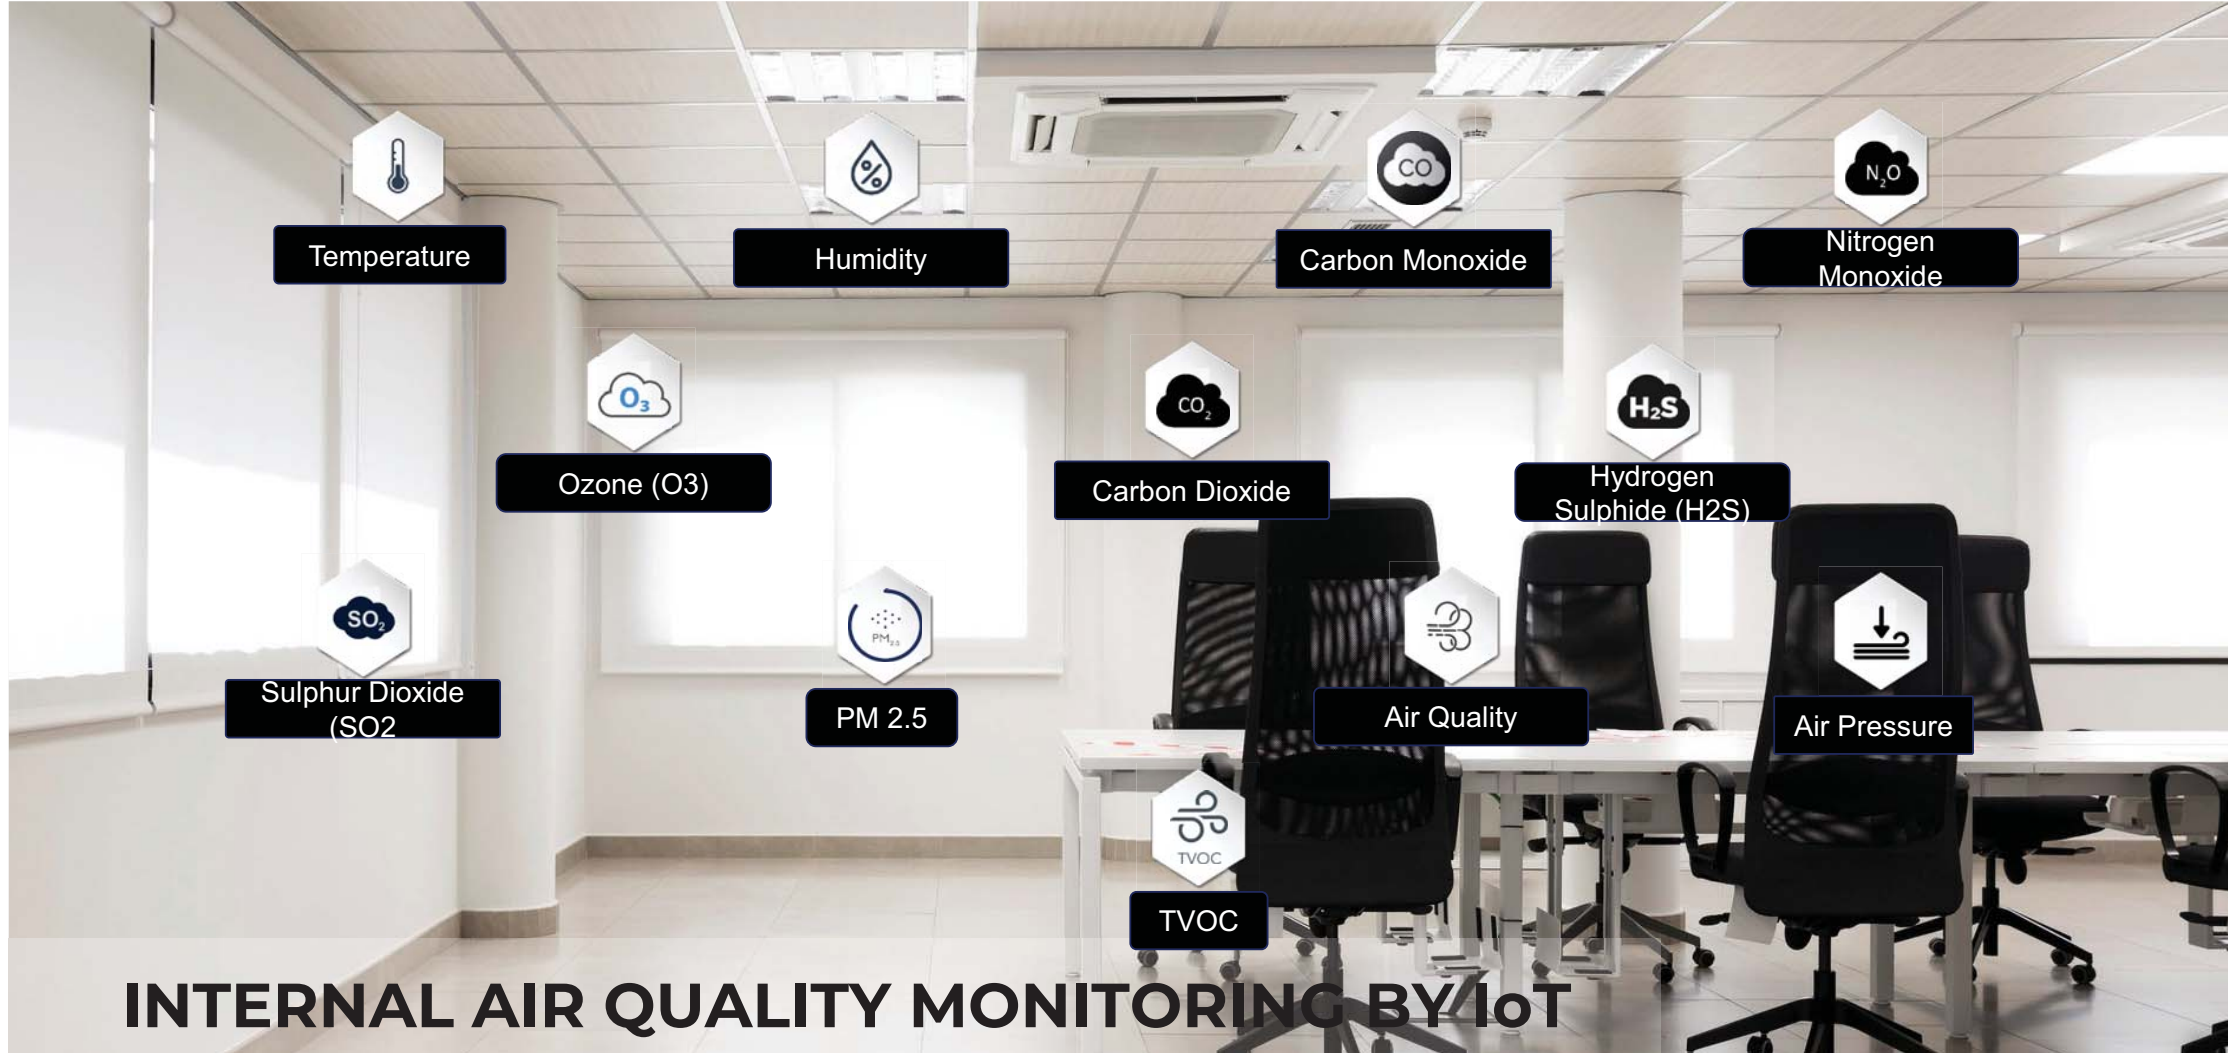 CO
N2O
Temperature
Humidity
Carbon Monoxide
Nitrogen
Monoxide
O3
CO2
H2S
Ozone (O3)
Carbon Dioxide
Hydrogen
Sulphide (H2S)
SO2
PM2.5
Sulphur Dioxide
(SO2
PM 2.5
Air Quality
Air Pressure
TVOC
TVOC
INTERNAL AIR QUALITY MONITORING BY IoT